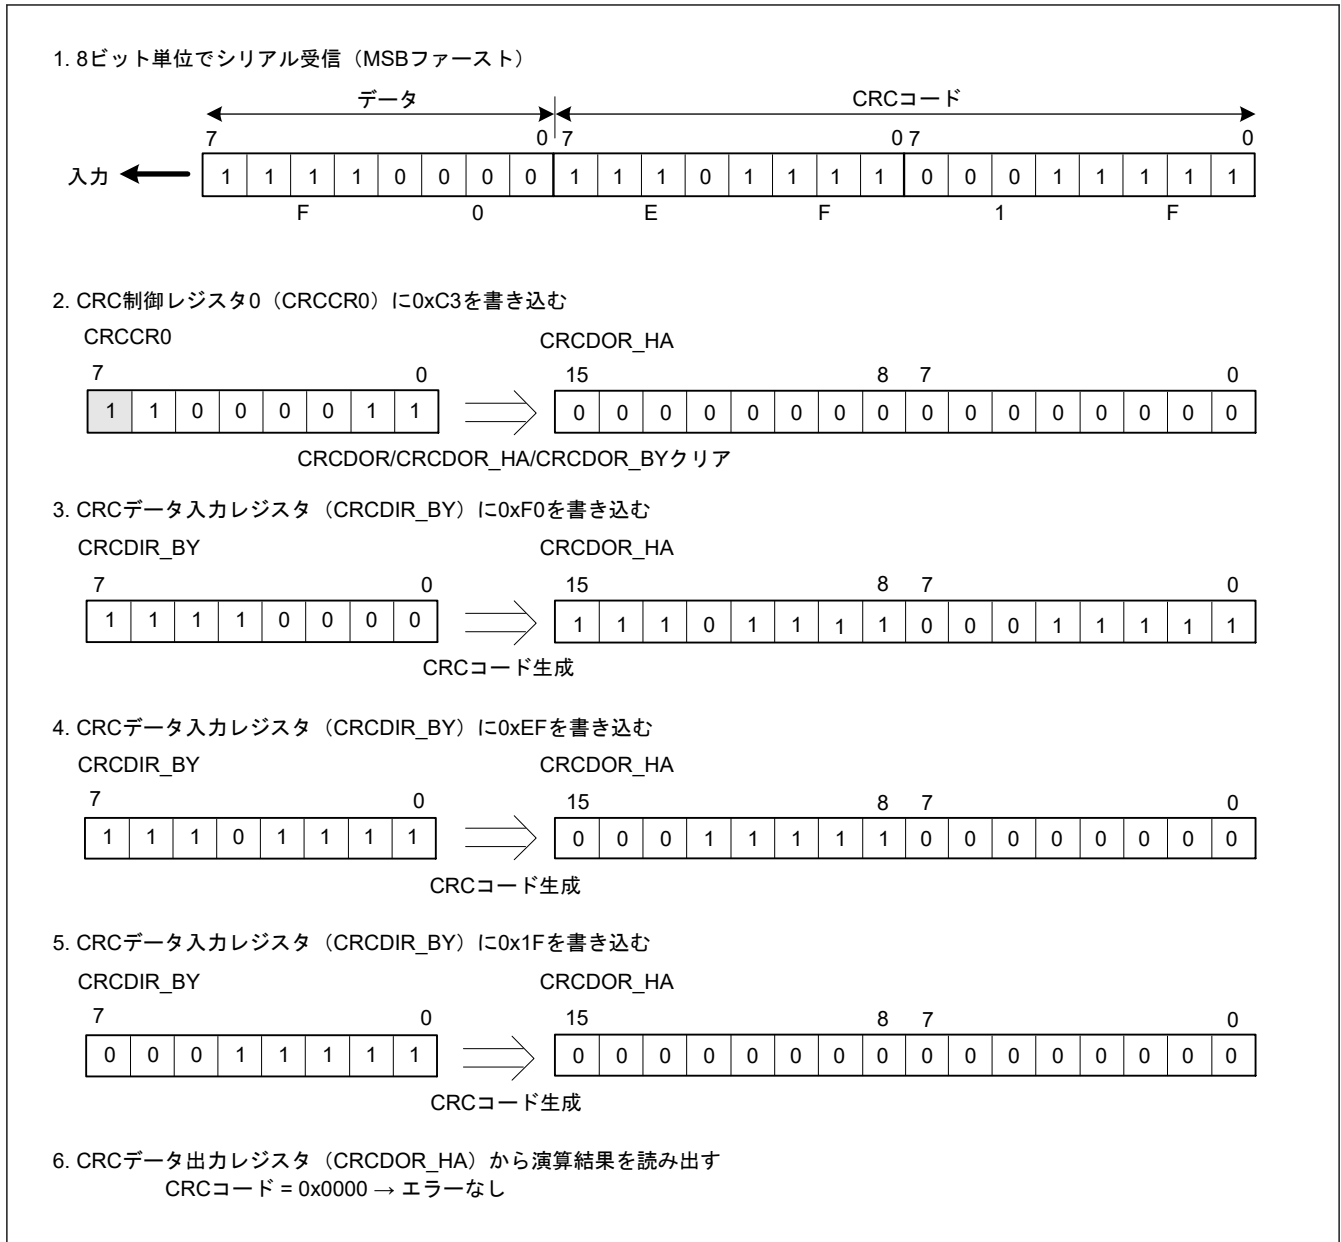 1. 8ビット単位でシリアル受信（MSBファースト）
データ CRCコード
7 0 7 0 7 0
入力 1 1 1 1 0 0 0 0 1 1 1 0 1 1 1 1 0 0 0 1 1 1 1 1
F 0 E F 1 F
2. CRC制御レジスタ0（CRCCR0）に0xC3を書き込む
CRCCR0 CRCDOR_HA
7 0 15 8 7 0
1 1 0 0 0 0 1 1 0 0 0 0 0 0 0 0 0 0 0 0 0 0 0 0
CRCDOR/CRCDOR_HA/CRCDOR_BYクリア
3. CRCデータ入力レジスタ（CRCDIR_BY）に0xF0を書き込む
CRCDIR_BY CRCDOR_HA
7 0 15 8 7 0
1 1 1 1 0 0 0 0 1 1 1 0 1 1 1 1 0 0 0 1 1 1 1 1
CRCコード生成
4. CRCデータ入力レジスタ（CRCDIR_BY）に0xEFを書き込む
CRCDIR_BY CRCDOR_HA
7 0 15 8 7 0
1 1 1 0 1 1 1 1 0 0 0 1 1 1 1 1 0 0 0 0 0 0 0 0
CRCコード生成
5. CRCデータ入力レジスタ（CRCDIR_BY）に0x1Fを書き込む
CRCDIR_BY CRCDOR_HA
7 0 15 8 7 0
0 0 0 1 1 1 1 1 0 0 0 0 0 0 0 0 0 0 0 0 0 0 0 0
CRCコード生成
6. CRCデータ出力レジスタ（CRCDOR_HA）から演算結果を読み出す
CRCコード = 0x0000 → エラーなし